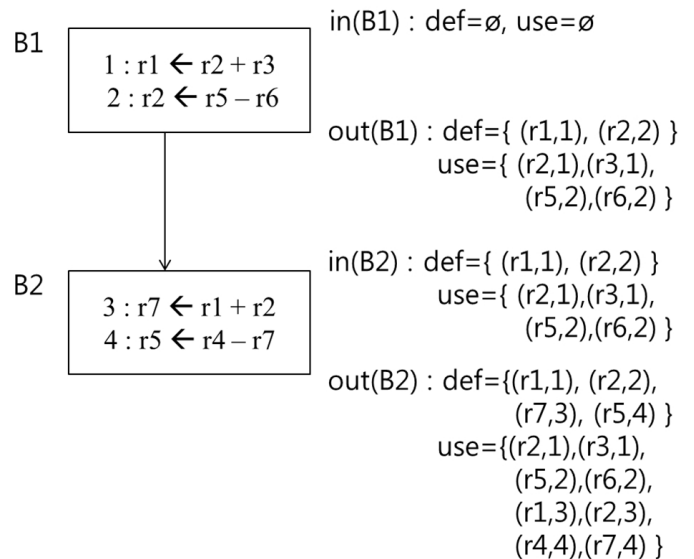 B1
1 : r1 ← r2 + r3
2 : r2 ← r5 – r6
in(B1) : def=ø, use=ø
out(B1) : def={ (r1,1), (r2,2) }
use={ (r2,1),(r3,1),
(r5,2),(r6,2) }
B2
3 : r7 ← r1 + r2
4 : r5 ← r4 – r7
in(B2) : def={ (r1,1), (r2,2) }
use={ (r2,1),(r3,1),
(r5,2),(r6,2) }
out(B2) : def={(r1,1), (r2,2),
(r7,3), (r5,4) }
use={(r2,1),(r3,1),
(r5,2),(r6,2),
(r1,3),(r2,3),
(r4,4),(r7,4) }